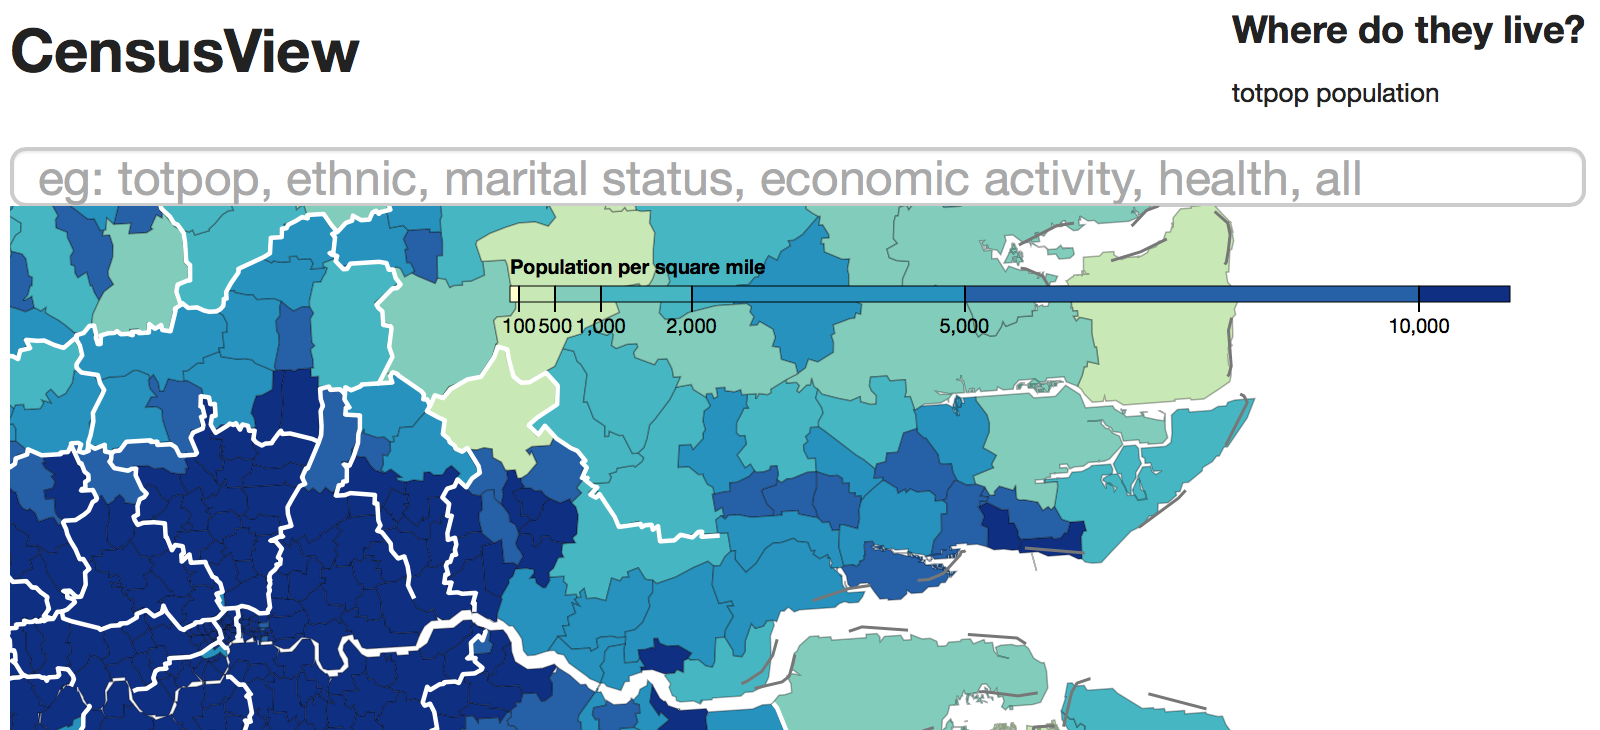 CensusView
Where do they live?
totpop population
eg: totpop, ethnic, marital status, economic activity, health, all
Population per square mile
100 500 1,000 2,000 5,000 10,000